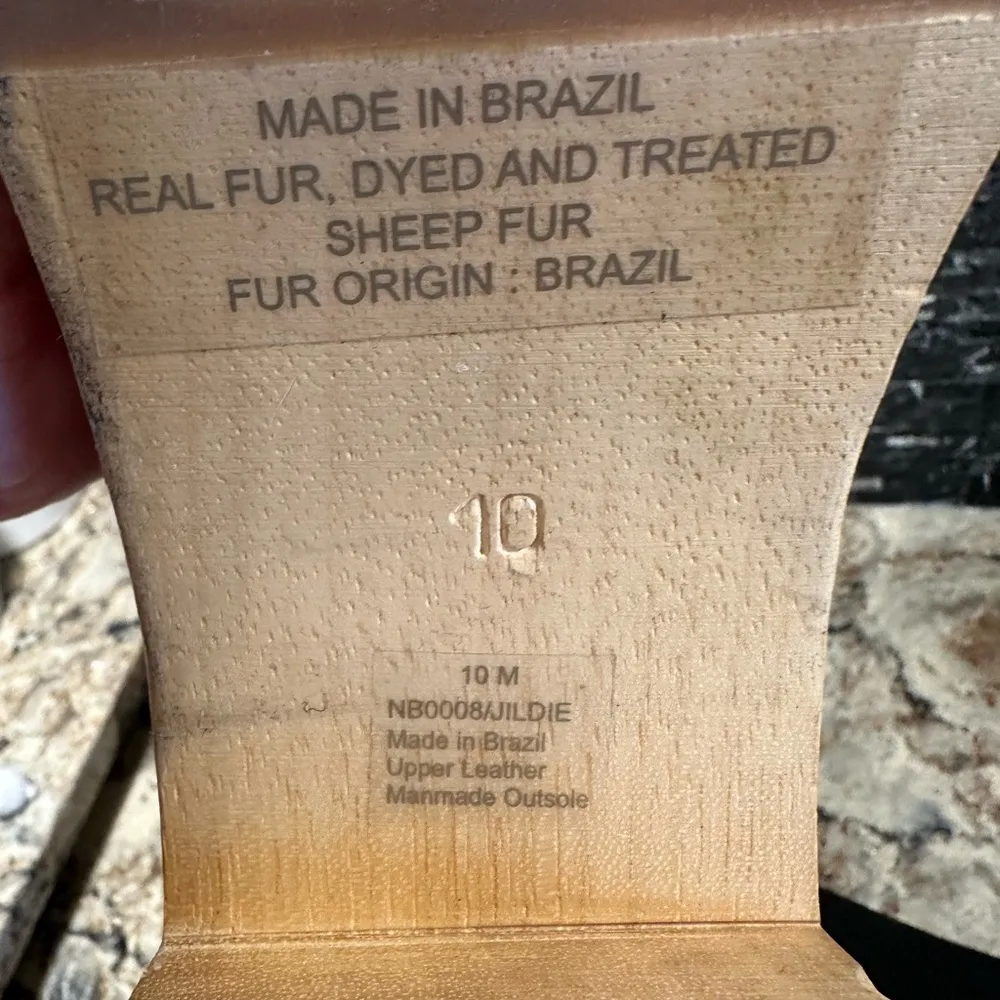 MADE IN BRAZIL
REAL FUR, DYED AND TREATED
SHEEP FUR
FUR ORIGIN : BRAZIL
10
10 M
NB0008/JILDIE
Made in Brazil
Upper Leather
Manmade Outsole